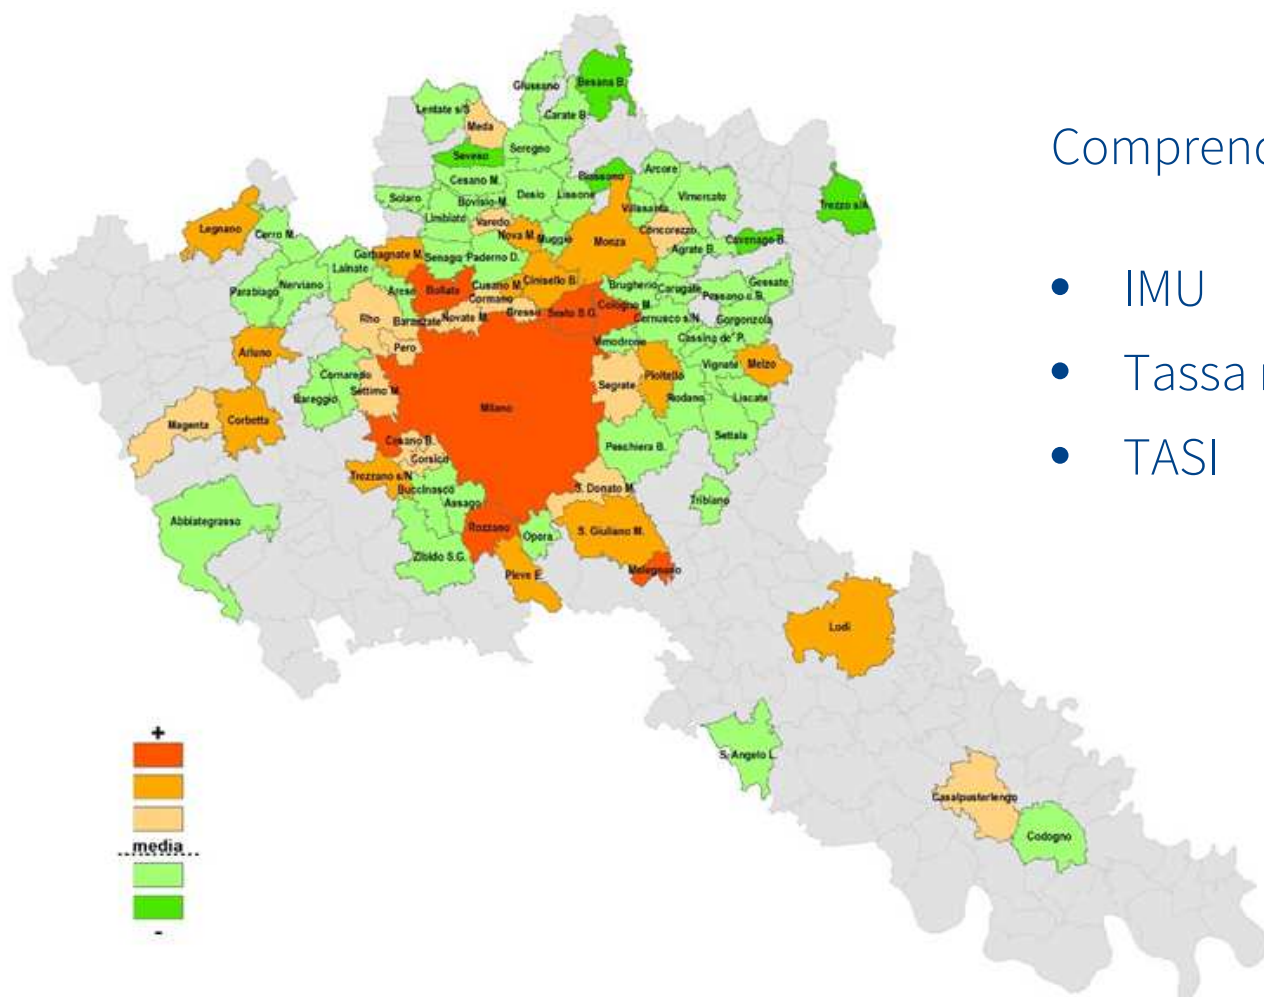 Comprend
• IMU
• Tassa r
• TASI
Giussano
Besana B.
Lentate s/S
Carate B.
Meda
Seregno
Seveso
Biassono
Arcore
Cesano M.
Solaro
Bovisio-M.
Desio
Lissone
Vimercate
Trezzo s/A
Legnano
Limbiate
Varedo
Villasanta
Cerro M.
Nova M.
Muggiò
Monza
Concorezzo
Cavenago B.
Garbagnate M.
Senago
Paderno D.
Agrate B.
Lainate
Parabiago
Nerviano
Arese
Bollate
Cusano M.
Cinisello B.
Brugherio
Carugate
Gessate
Pessano c.B.
Cormano
Rho
Baranzate
Novate M.
Bresso
Sesto S.G.
Cologno M.
Cernusco s/N
Gorgonzola
Pero
Vimodrone
Cassina de' P.
Arluno
Cornaredo
Settimo M.
Segrate
Pioltello
Vignate
Melzo
Bareggio
Rodano
Liscate
Milano
Magenta
Corbetta
Cesano B.
Corsico
Peschiera B.
Settala
Trezzano s/N
Buccinasco
S. Donato M.
Assago
Tribiano
Abbiategrasso
Rozzano
Opera
S. Giuliano M.
Zibido S.G.
Pieve E.
Melegnano
Lodi
S. Angelo L.
Casalpusterlengo
Codogno
+
media
-